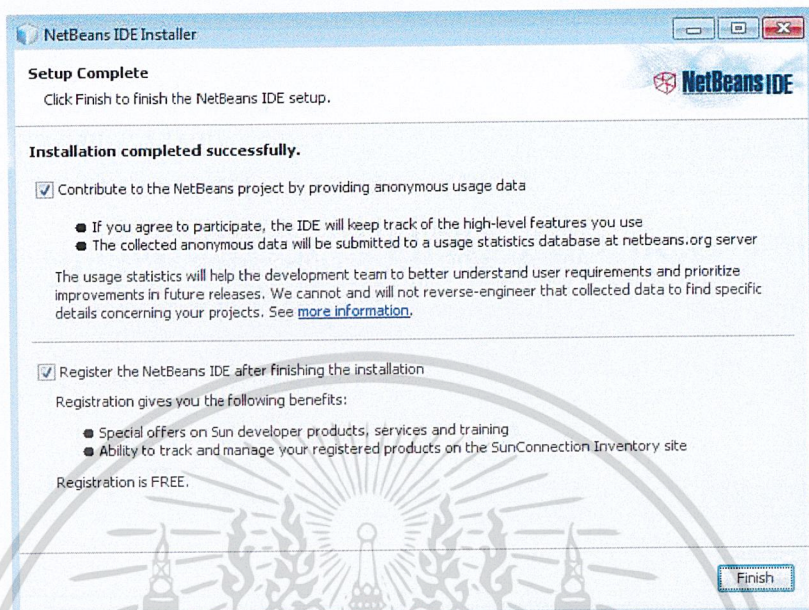 NetBeans IDE Installer
Setup Complete
Click Finish to finish the NetBeans IDE setup.
NetBeans IDE
Installation completed successfully.
Contribute to the NetBeans project by providing anonymous usage data
If you agree to participate, the IDE will keep track of the high-level features you use
The collected anonymous data will be submitted to a usage statistics database at netbeans.org server
The usage statistics will help the development team to better understand user requirements and prioritize
improvements in future releases. We cannot and will not reverse-engineer that collected data to find specific
details concerning your projects. See more information.
Register the NetBeans IDE after finishing the installation
Registration gives you the following benefits:
Special offers on Sun developer products, services and training
Ability to track and manage your registered products on the SunConnection Inventory site
Registration is FREE.
Finish